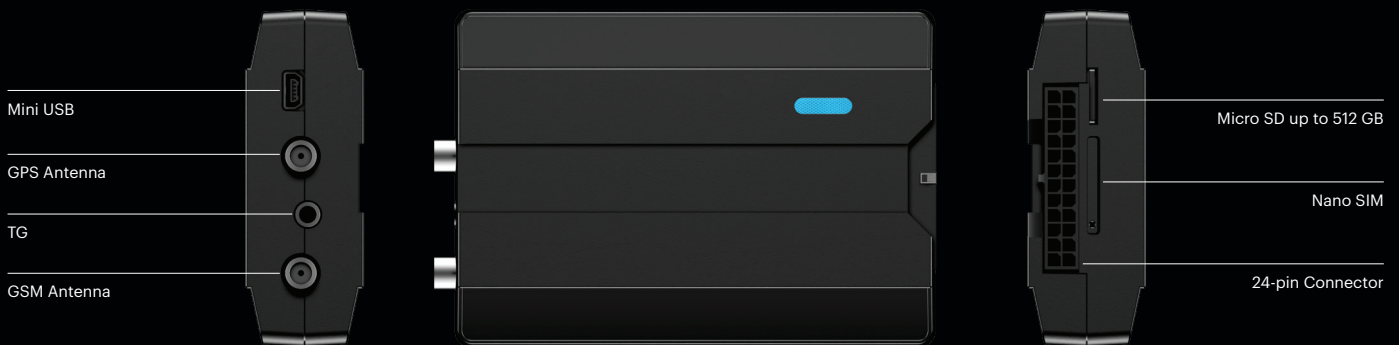 Mini USB
GPS Antenna
TG
GSM Antenna
Micro SD up to 512 GB
Nano SIM
24-pin Connector